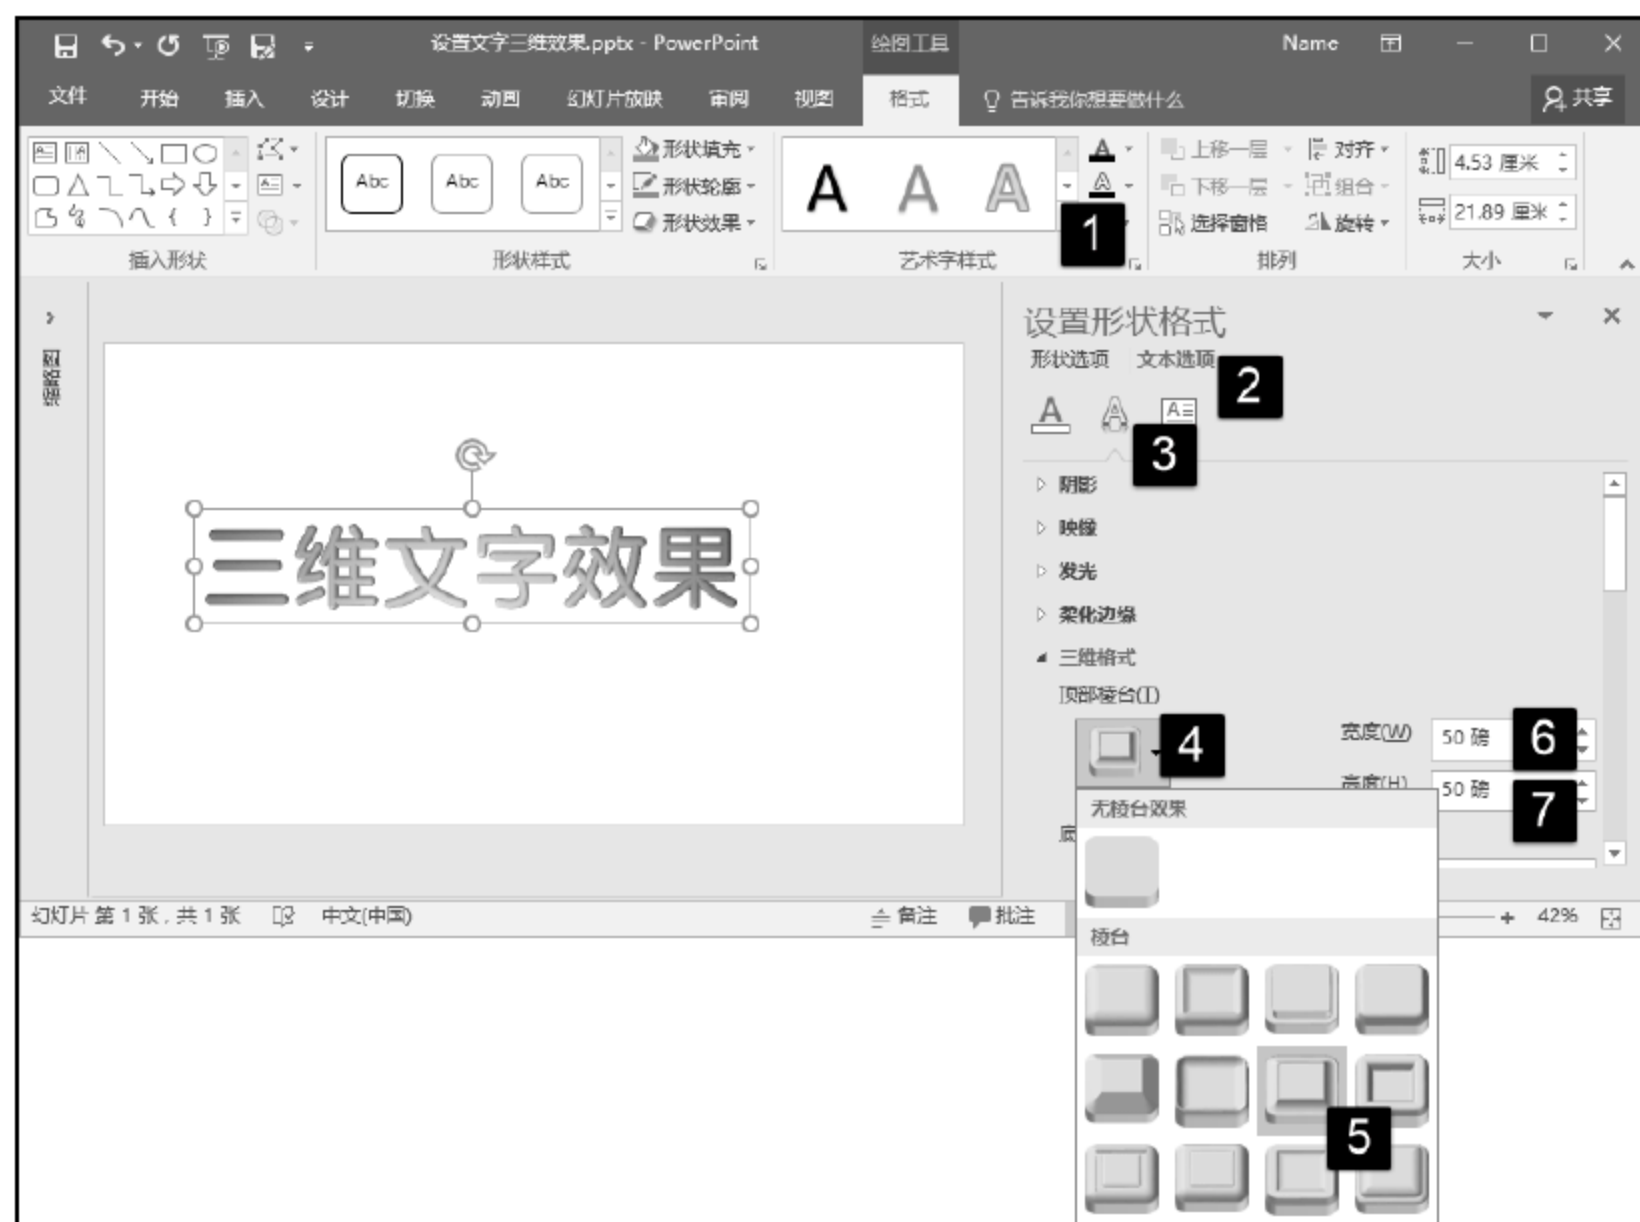 设置文字三维效果.pptx - PowerPoint
绘图工具
Name
文件 开始 插入 设计 切换 动画 幻灯片放映 审阅 视图 格式 告诉我你想要做什么 共享
Abc Abc Abc
形状填充
形状轮廓
形状效果
A A A
A
A
1
上移一层
下移一层
选择窗格
对齐
组合
旋转
4.53 厘米
21.89 厘米
插入形状 形状样式 艺术字样式 排列 大小
缩略图
三维文字效果
设置形状格式
形状选项 文本选项
2
3
阴影
映像
发光
柔化边缘
三维格式
顶部棱台(T)
4
宽度(W) 50 磅
6
高度(H) 50 磅
7
底
无棱台效果
棱台
5
幻灯片 第 1 张，共 1 张 中文(中国) 备注 批注 42%